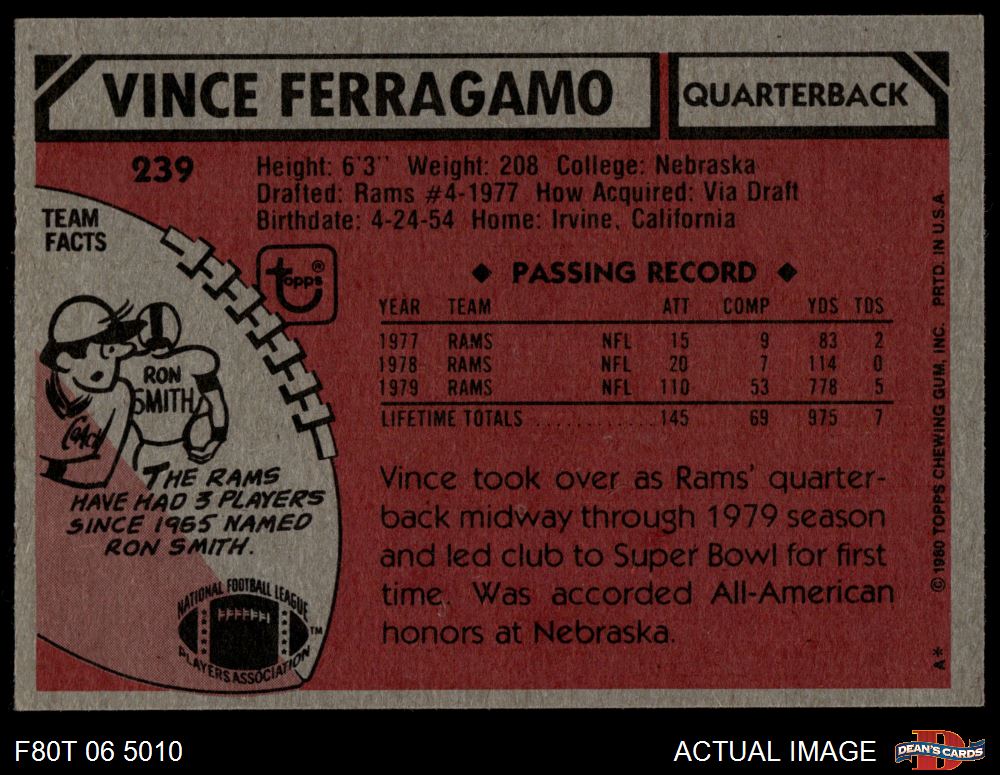 VINCE FERRAGAMO
QUARTERBACK
239
Height: 6'3" Weight: 208 College: Nebraska
Drafted: Rams #4-1977 How Acquired: Via Draft
Birthdate: 4-24-54 Home: Irvine, California
TEAM
FACTS
topps®
◆ PASSING RECORD ◆
YEAR TEAM ATT COMP YDS TDS
1977 RAMS NFL 15 9 83 2
1978 RAMS NFL 20 7 114 0
1979 RAMS NFL 110 53 778 5
LIFETIME TOTALS ............ 145 69 975 7
RON
SMITH
COACH
THE RAMS
HAVE HAD 3 PLAYERS
SINCE 1965 NAMED
RON SMITH.
Vince took over as Rams' quarter-
back midway through 1979 season
and led club to Super Bowl for first
time. Was accorded All-American
honors at Nebraska.
NATIONAL FOOTBALL LEAGUE
PLAYERS ASSOCIATION
TM
A* © 1980 TOPPS CHEWING GUM, INC. PRTD. IN U.S.A.
F80T 06 5010
ACTUAL IMAGE
D
DEAN'S CARDS